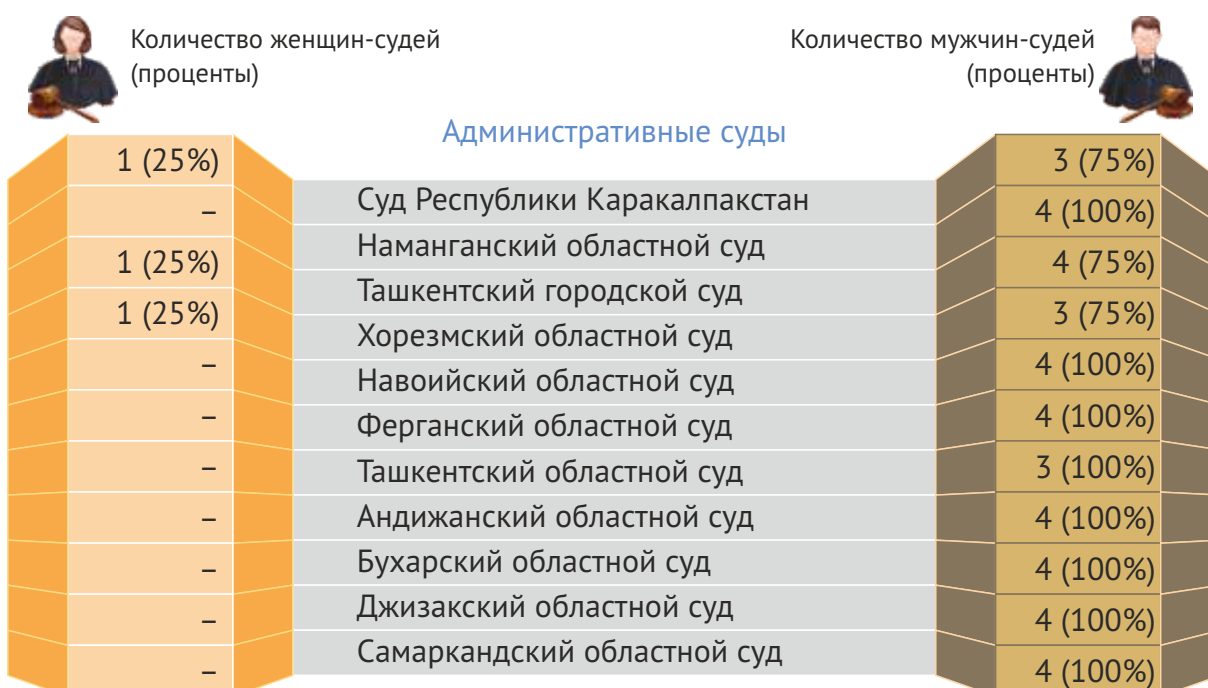 Количество женщин-судей
(проценты)
Количество мужчин-судей
(проценты)
Административные суды
1 (25%) Суд Республики Каракалпакстан 3 (75%)
– Наманганский областной суд 4 (100%)
1 (25%) Ташкентский городской суд 4 (75%)
1 (25%) Хорезмский областной суд 3 (75%)
– Навоийский областной суд 4 (100%)
– Ферганский областной суд 4 (100%)
– Ташкентский областной суд 3 (100%)
– Андижанский областной суд 4 (100%)
– Бухарский областной суд 4 (100%)
– Джизакский областной суд 4 (100%)
– Самаркандский областной суд 4 (100%)